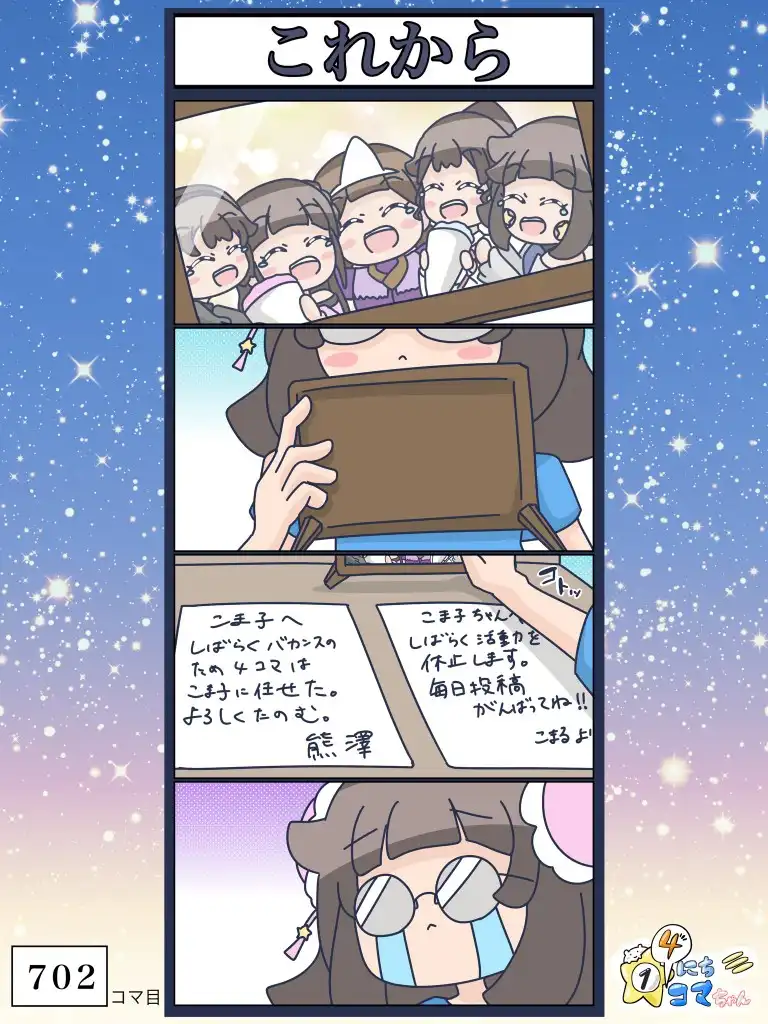 これから
こま子へ
しばらくバカンスの
ため4コマは
こま子に任せた。
よろしくたのむ。
熊澤
こま子ちゃんへ
しばらく活動を
休止します。
毎日投稿
がんばってね!!
こまるよ
コトッ
702
コマ目
1にち
4コマちゃん